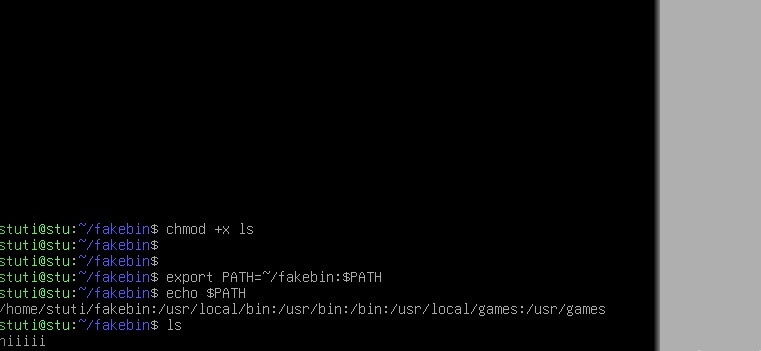 stuti@stu:~/fakebin$ chmod +x ls
stuti@stu:~/fakebin$
stuti@stu:~/fakebin$
stuti@stu:~/fakebin$ export PATH=~/fakebin:$PATH
stuti@stu:~/fakebin$ echo $PATH
/home/stuti/fakebin:/usr/local/bin:/usr/bin:/bin:/usr/local/games:/usr/games
stuti@stu:~/fakebin$ ls
hiiiii